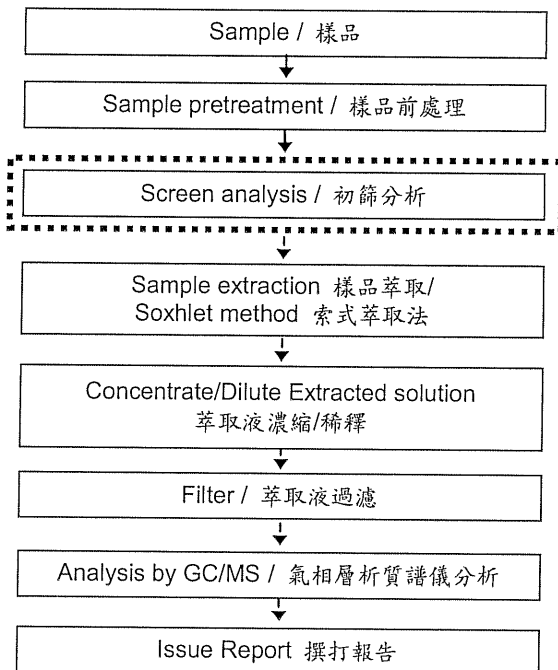 Sample / 樣品
Sample pretreatment / 樣品前處理
Screen analysis / 初篩分析
Sample extraction 樣品萃取/
Soxhlet method 索式萃取法
Concentrate/Dilute Extracted solution
萃取液濃縮/稀釋
Filter / 萃取液過濾
Analysis by GC/MS / 氣相層析質譜儀分析
Issue Report 撰打報告